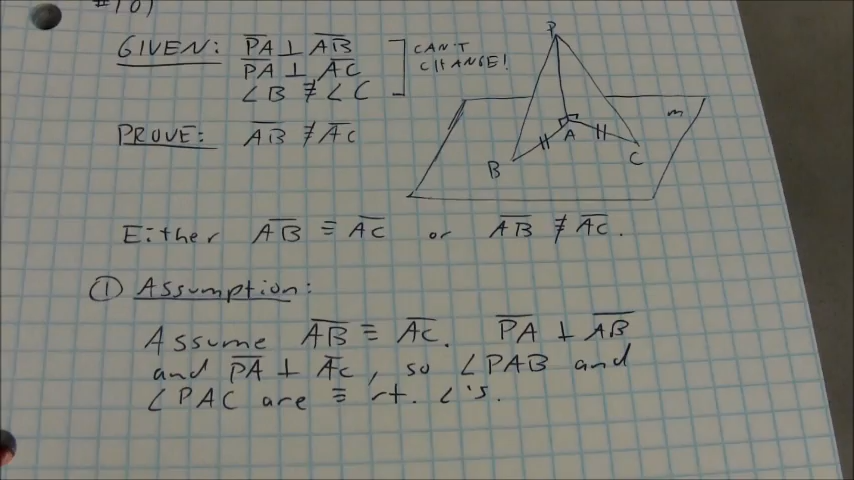 #10)
GIVEN: PA ⊥ AB
PA ⊥ AC
∠B ≇ ∠C
CAN'T
CHANGE!
PROVE: AB ≇ AC
P
m
A
B
C
Either AB ≅ AC or AB ≇ AC.
① Assumption:
Assume AB ≅ AC. PA ⊥ AB
and PA ⊥ AC, so ∠PAB and
∠PAC are ≅ rt. ∠'s.